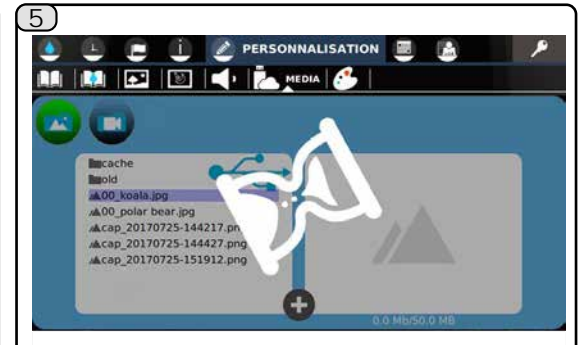 5
PERSONNALISATION
MEDIA
cache
old
00_koala.jpg
00_polar bear.jpg
cap_20170725-144217.pn
cap_20170725-144427.png
cap_20170725-151912.png
0.0 Mb/50.0 MB